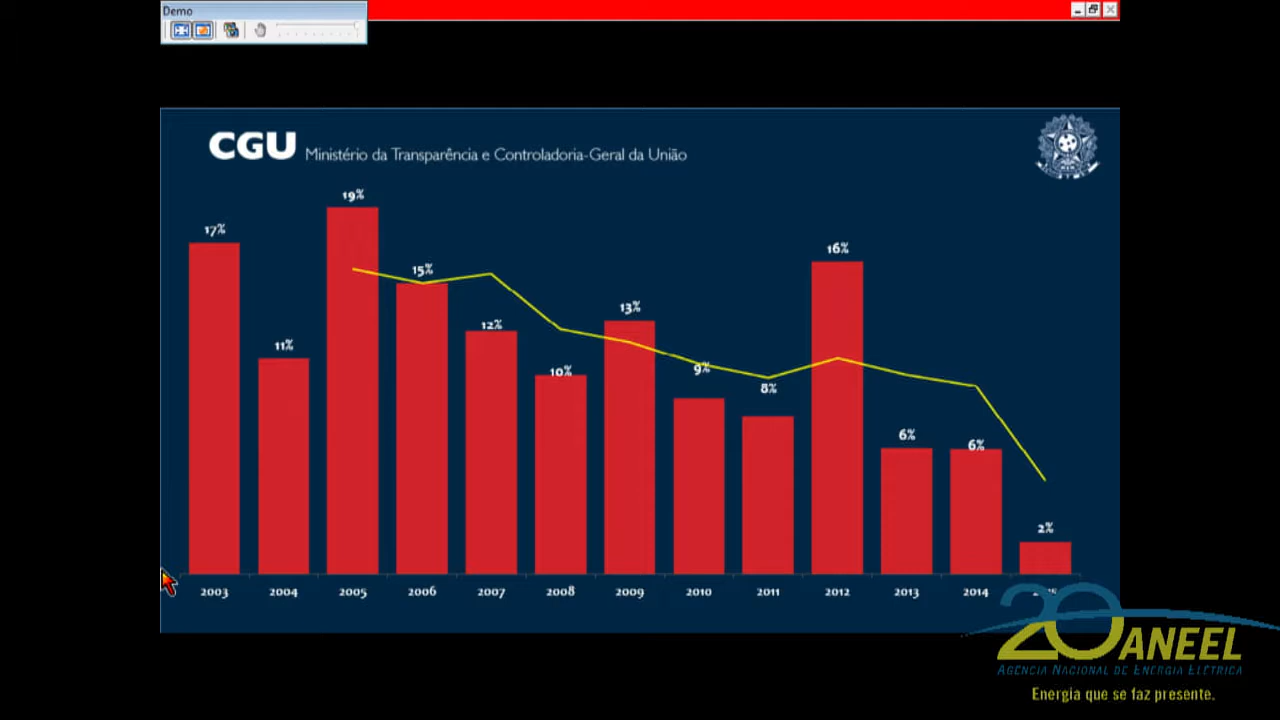 Demo
CGU Ministério da Transparência e Controladoria-Geral da União
19%
17%
16%
15%
13%
12%
11%
10%
9%
8%
6%
6%
2%
2003 2004 2005 2006 2007 2008 2009 2010 2011 2012 2013 2014
20 ANEEL
AGÊNCIA NACIONAL DE ENERGIA ELÉTRICA
Energia que se faz presente.